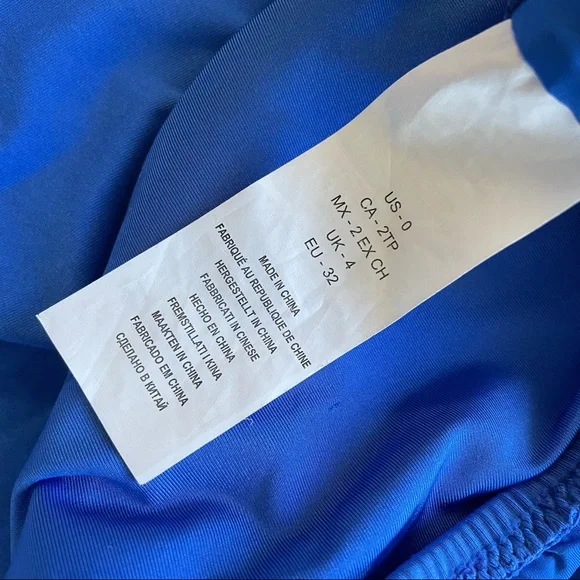 US - 0
CA - 2TP
MX - 2 EX CH
UK - 4
EU - 32
MADE IN CHINA
FABRIQUÉ AU REPUBLIQUE DE CHINE
HERGESTELLT IN CHINA
FABBRICATI IN CINESE
HECHO EN CHINA
FREMSTILLAT I KINA
MAAKTEN IN CHINA
FABRICADO EM CHINA
СДЕЛАНО В КИТАЙ